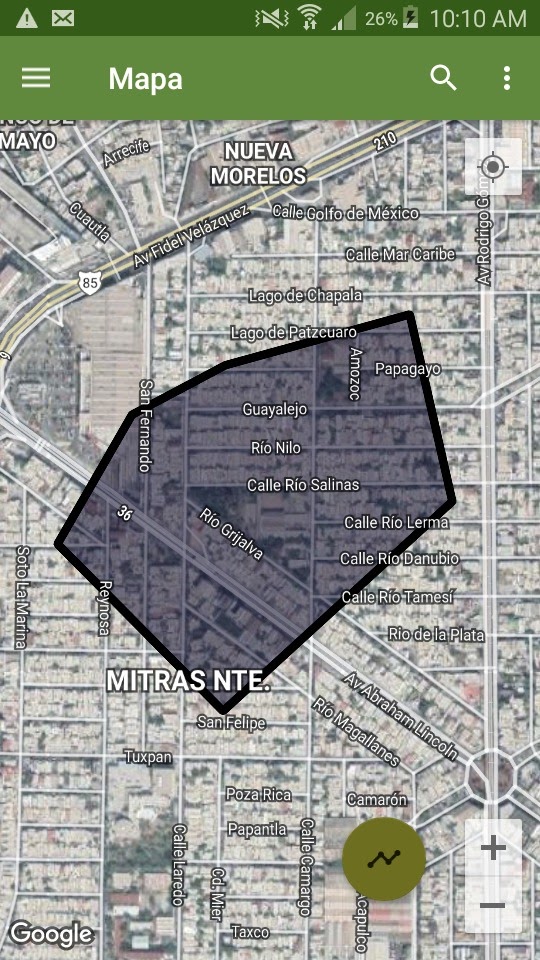 26% 10:10 AM
Mapa
MAYO
Arrecife
NUEVA
MORELOS
210
Cuautla
Calle Golfo de México
Av Fidel Velázquez
Calle Mar Caribe
85
Lago de Chapala
Lago de Patzcuaro
Amozoc
Papagayo
San Fernando
Guayalejo
Río Nilo
Calle Río Salinas
36
Río Grijalva
Calle Río Lerma
Calle Río Danubio
Soto La Marina
Reynosa
Calle Río Tamesí
Rio de la Plata
MITRAS NTE.
Av Abraham Lincoln
San Felipe
Río Magallanes
Tuxpan
Poza Rica
Camarón
Papantla
Calle Laredo
Calle Camargo
Cd. Mier
Acapulco
Taxco
Google